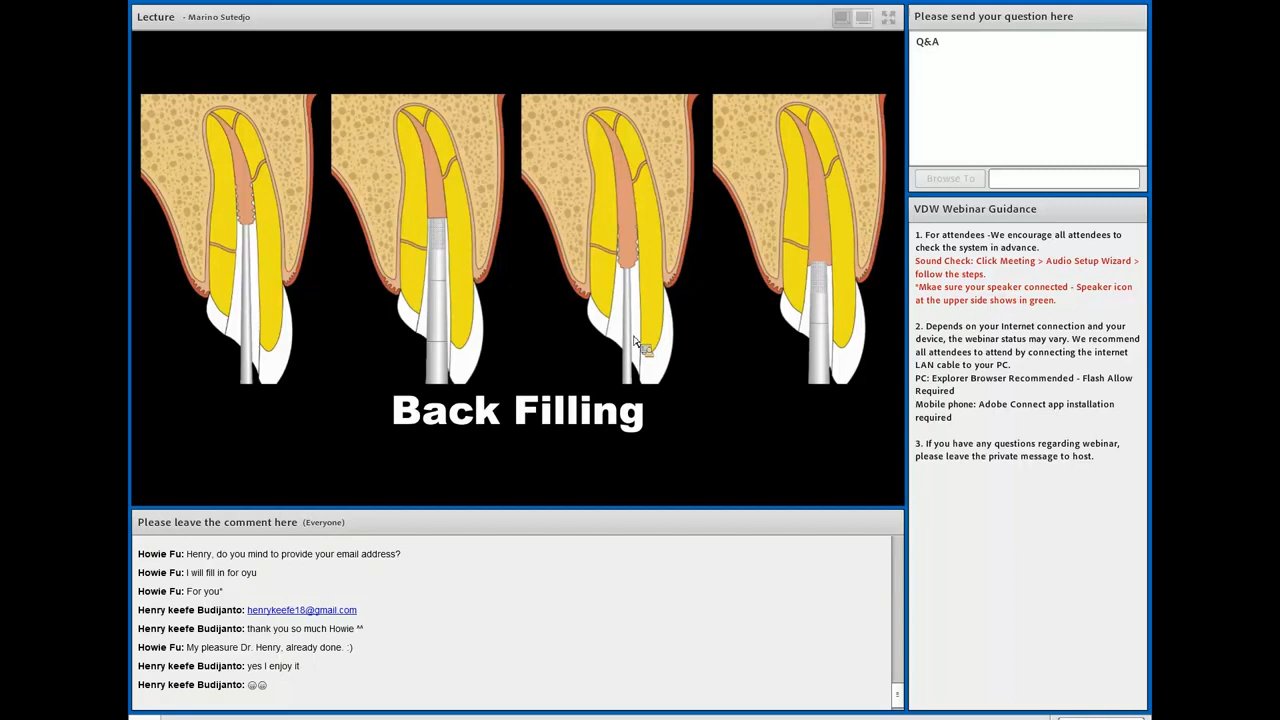 Lecture - Marino Sutedjo
Back Filling
Please leave the comment here (Everyone)
Howie Fu: Henry, do you mind to provide your email address?
Howie Fu: I will fill in for oyu
Howie Fu: For you*
Henry keefe Budijanto: henrykeefe18@gmail.com
Henry keefe Budijanto: thank you so much Howie ^^
Howie Fu: My pleasure Dr. Henry, already done. :)
Henry keefe Budijanto: yes I enjoy it
Henry keefe Budijanto: 😄😄
Please send your question here
Q&A
Browse To
VDW Webinar Guidance
1. For attendees -We encourage all attendees to
check the system in advance.
Sound Check: Click Meeting > Audio Setup Wizard >
follow the steps.
*Mkae sure your speaker connected - Speaker icon
at the upper side shows in green.
2. Depends on your Internet connection and your
device, the webinar status may vary. We recommend
all attendees to attend by connecting the internet
LAN cable to your PC.
PC: Explorer Browser Recommended - Flash Allow
Required
Mobile phone: Adobe Connect app installation
required
3. If you have any questions regarding webinar,
please leave the private message to host.